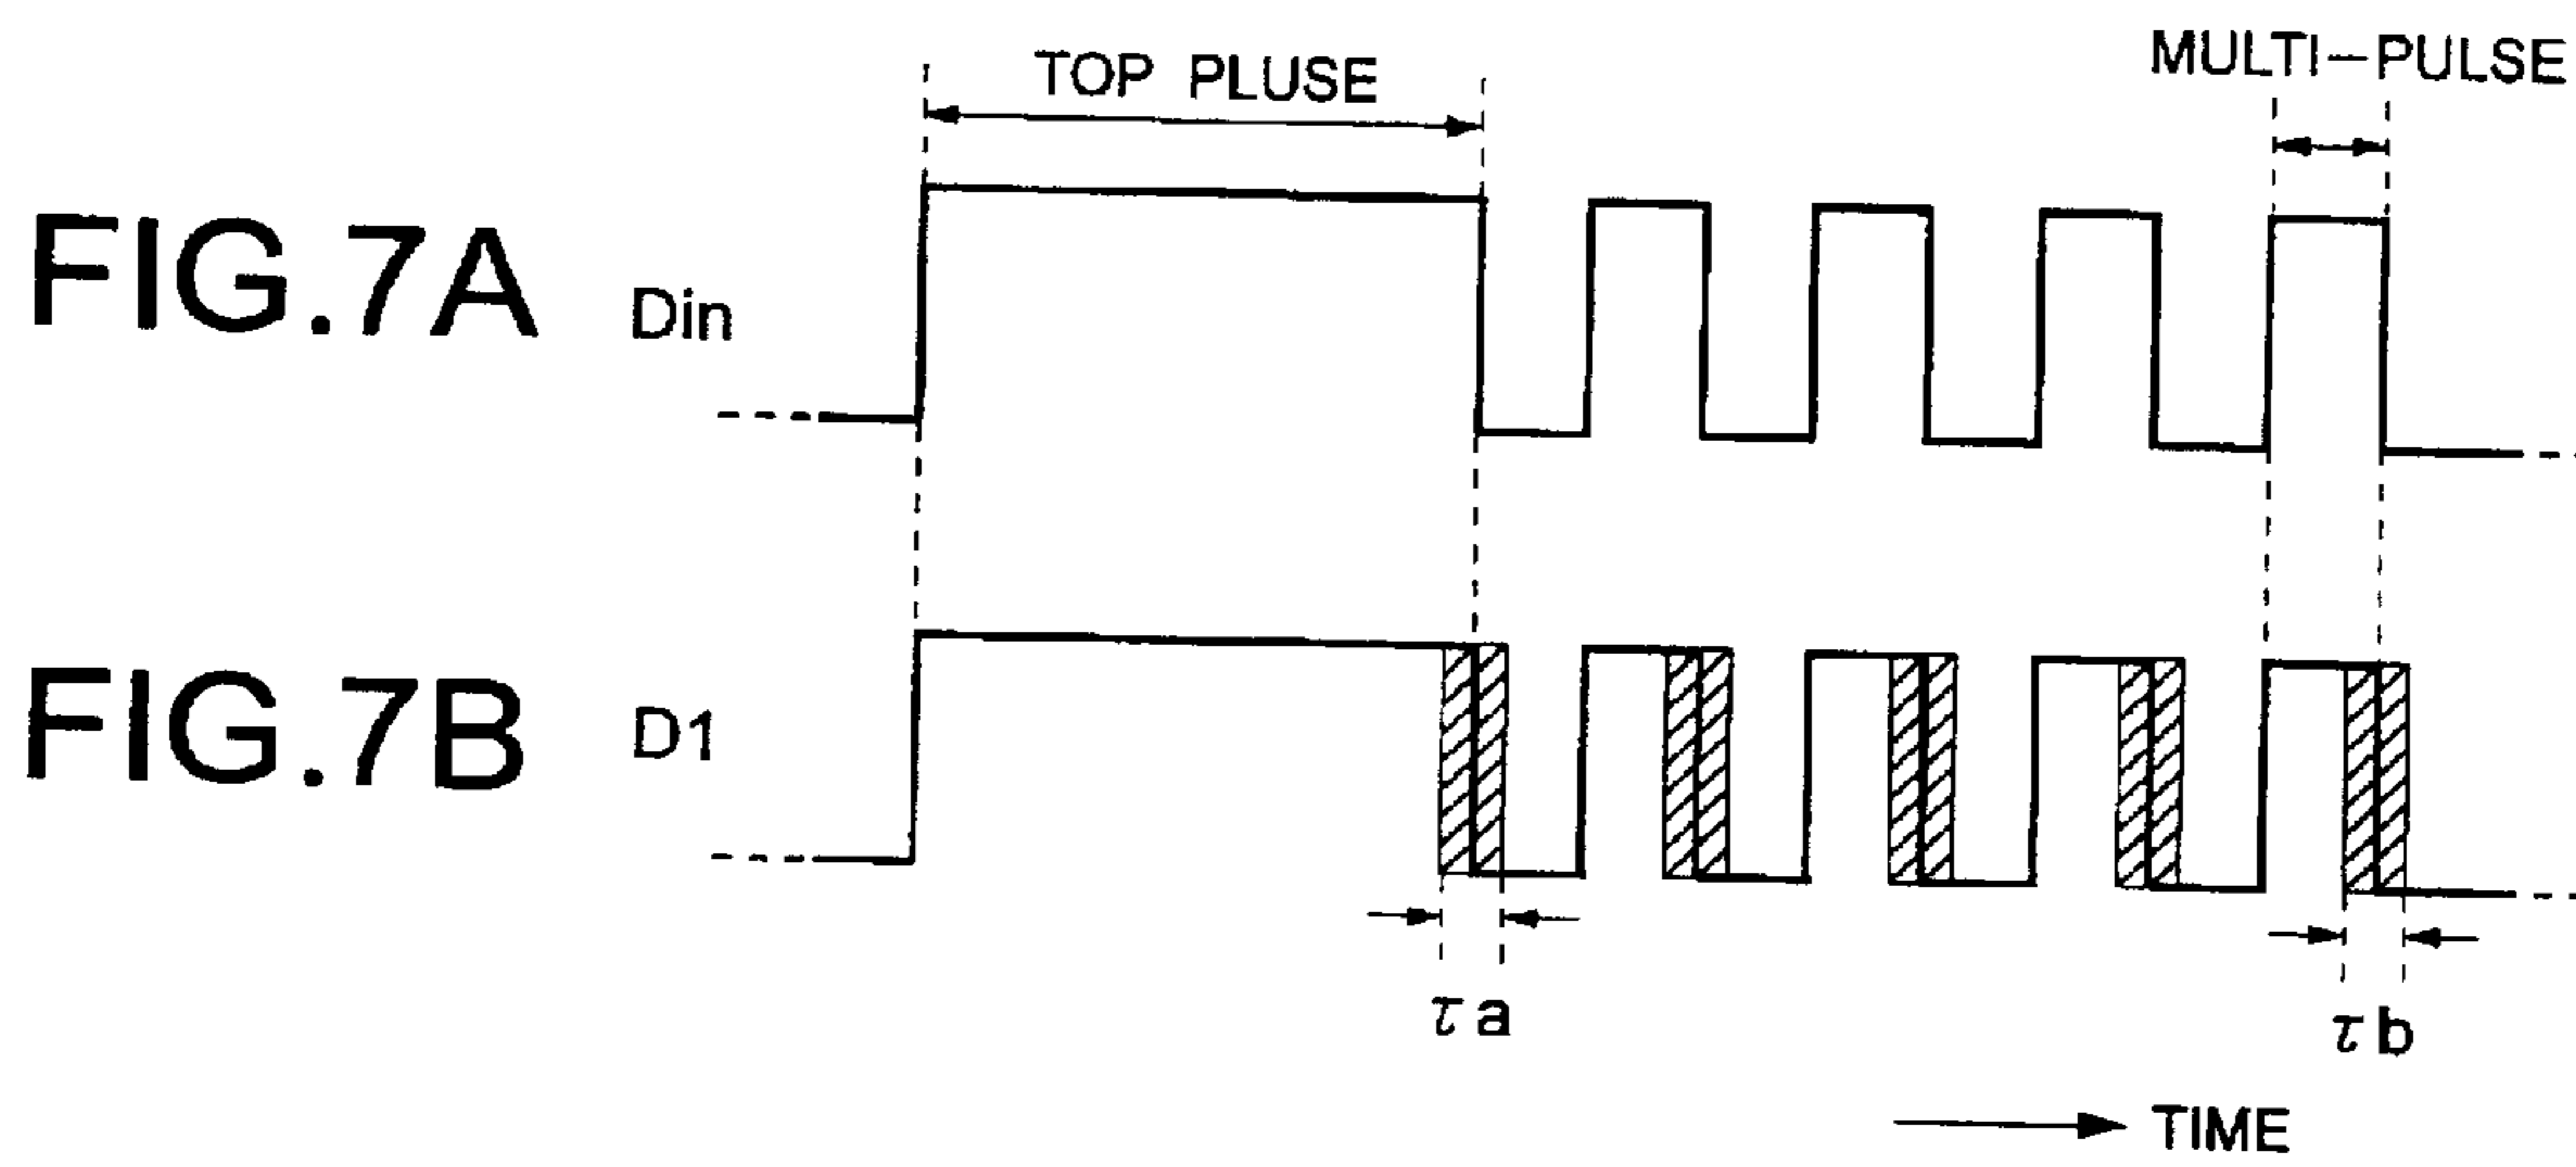 TOP PLUSE
MULTI-PULSE
FIG.7A
Din
FIG.7B
D1
τa
τb
TIME